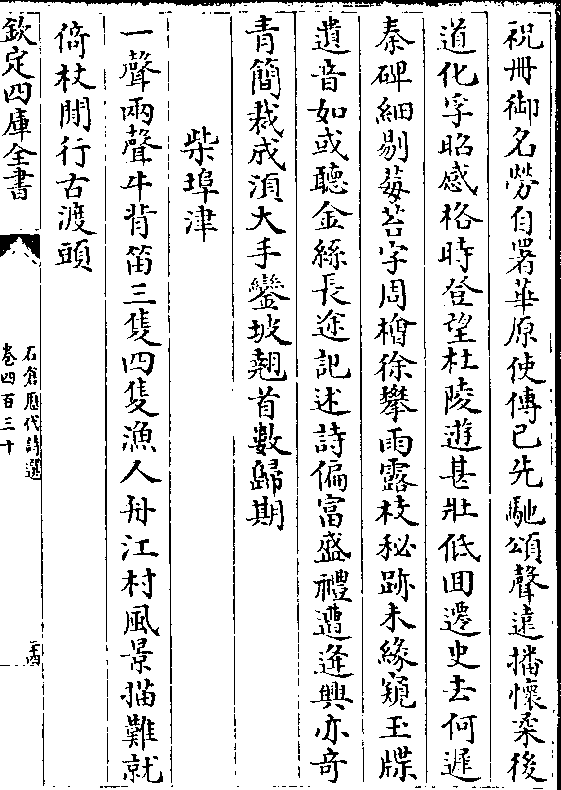 祝冊御名勞自署華原使傳已先馳頌聲遠播懷柔後
道化孚昭感格時登望杜陵遊甚壯低回遷史去何遲
秦碑細剔莓苔字周檜徐攀雨露枝秘跡未緣窺玉牒
遺音如或聽金絲長途記述詩偏富盛禮遭逢興亦奇
青簡裁成湏大手鑾坡翹首數歸期
柴埠津
一聲兩聲牛背笛三隻四隻漁人舟江村風景描難就
倚杖閒行古渡頭
欽定四庫全書
石倉歷代詩選
卷四百三十
二十四